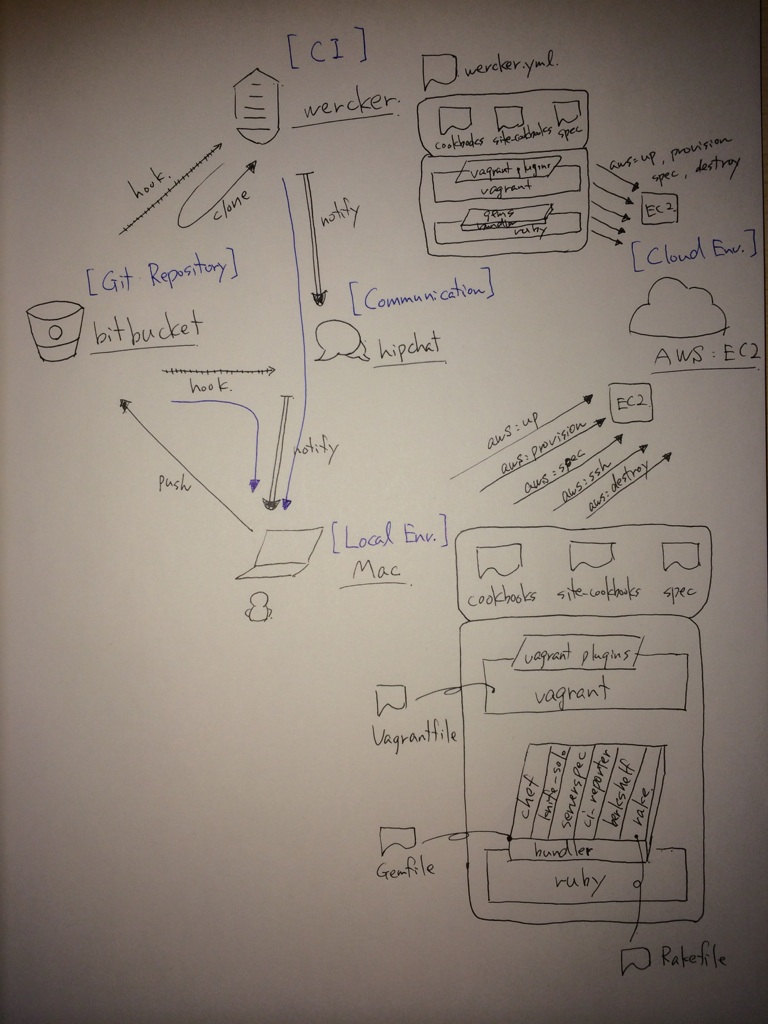 [CI]
wercker.
wercker.yml.
cookbooks site-cookbooks spec
vagrant plugins
vagrant
gems
bundler
ruby
aws:up, provision
spec, destroy
EC2
[Cloud Env.]
AWS:EC2
hook.
clone
notify
[Git Repository]
bitbucket
[Communication]
hipchat
hook.
notify
push
EC2
aws:up
aws:provision
aws:spec
aws:ssh
aws:destroy
[Local Env.]
Mac
cookbooks site-cookbooks spec
vagrant plugins
vagrant
Vagrantfile
chef
knife-solo
serverspec
ci-reporter
berkshelf
rake
bundler
ruby
Gemfile
Rakefile